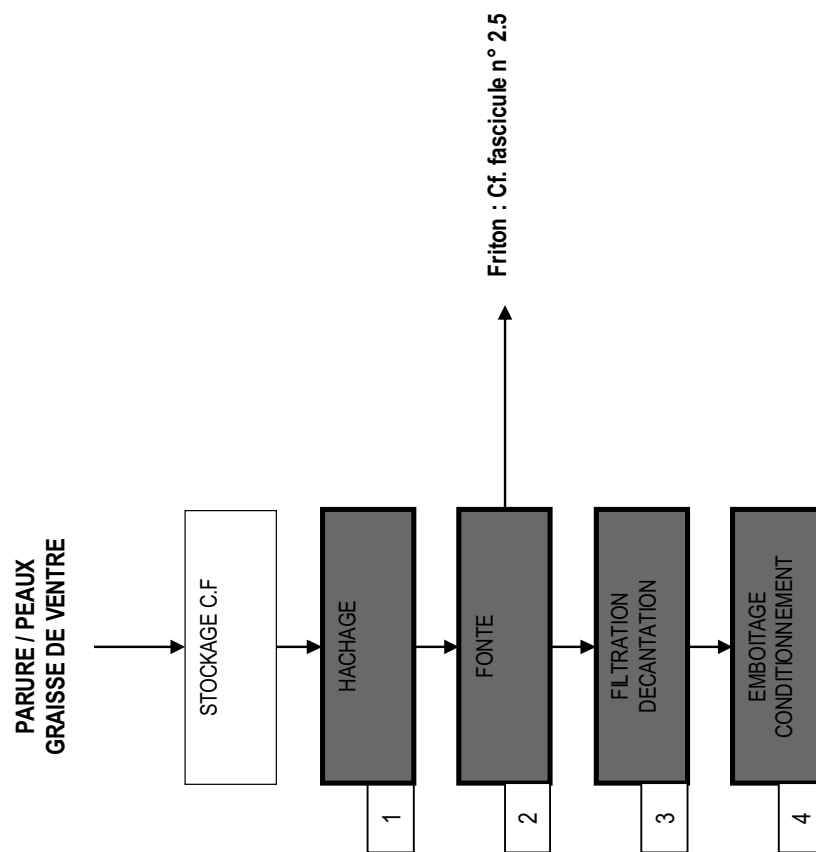 PARURE / PEAUX
GRAISSE DE VENTRE
STOCKAGE C.F
HACHAGE
1
FONTE
2
Friton : Cf. fascicule n° 2.5
FILTRATION
DECANTATION
3
EMBOITAGE
CONDITIONNEMENT
4